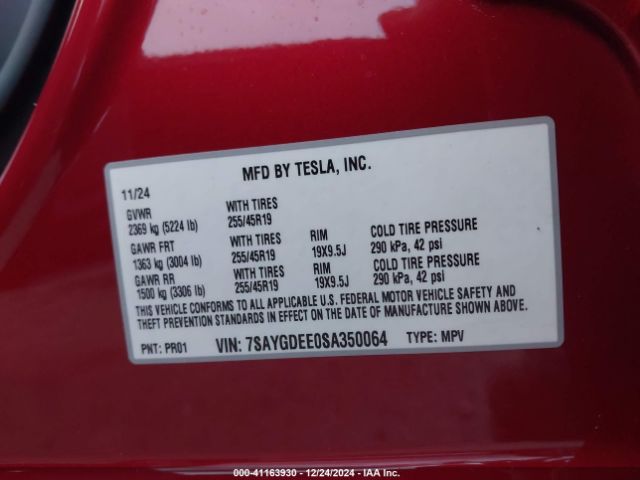 MFD BY TESLA, INC.
11/24
GVWR WITH TIRES
2369 kg (5224 lb) 255/45R19
GAWR FRT WITH TIRES RIM COLD TIRE PRESSURE
1363 kg (3004 lb) 255/45R19 19X9.5J 290 kPa, 42 psi
GAWR RR WITH TIRES RIM COLD TIRE PRESSURE
1500 kg (3306 lb) 255/45R19 19X9.5J 290 kPa, 42 psi
THIS VEHICLE CONFORMS TO ALL APPLICABLE U.S. FEDERAL MOTOR VEHICLE SAFETY AND
THEFT PREVENTION STANDARDS IN EFFECT ON THE DATE OF MANUFACTURE SHOWN ABOVE.
PNT: PR01 VIN: 7SAYGDEE0SA350064 TYPE: MPV
000-41163930 - 12/24/2024 - IAA Inc.